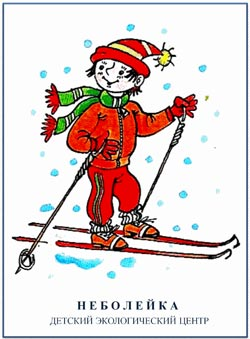 НЕБОЛЕЙКА
ДЕТСКИЙ ЭКОЛОГИЧЕСКИЙ ЦЕНТР